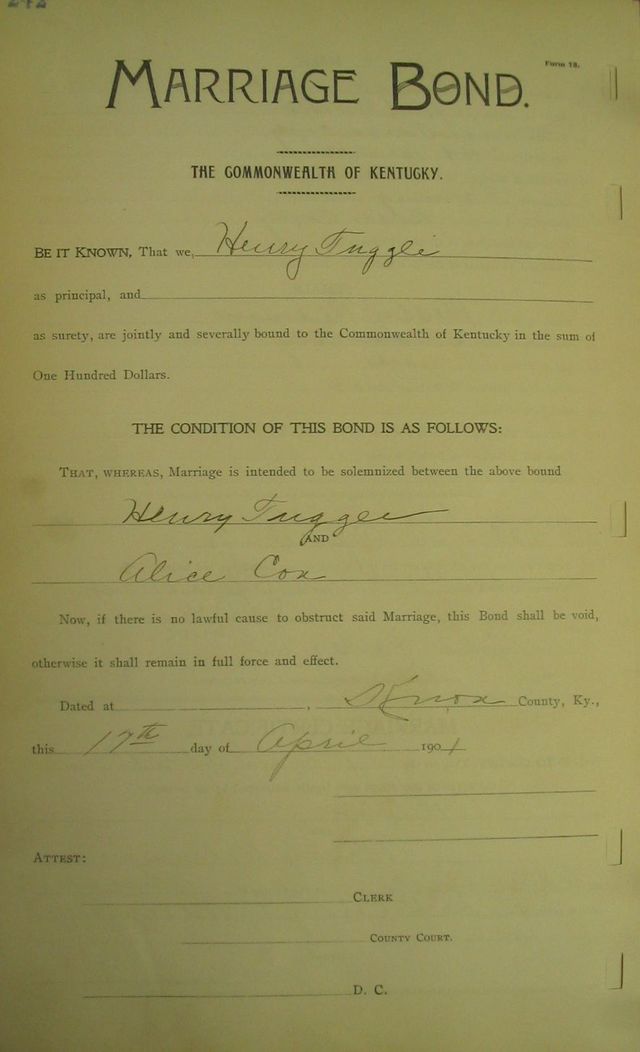 242
Form 18.
MARRIAGE BOND.
THE COMMONWEALTH OF KENTUCKY.
BE IT KNOWN, That we, Henry Tuggle
as principal, and
as surety, are jointly and severally bound to the Commonwealth of Kentucky in the sum of
One Hundred Dollars.
THE CONDITION OF THIS BOND IS AS FOLLOWS:
THAT, WHEREAS, Marriage is intended to be solemnized between the above bound
Henry Tuggle
AND
Alice Cox
Now, if there is no lawful cause to obstruct said Marriage, this Bond shall be void,
otherwise it shall remain in full force and effect.
Dated at , Knox County, Ky.,
this 17th day of April 1901
ATTEST:
CLERK
COUNTY COURT.
D. C.